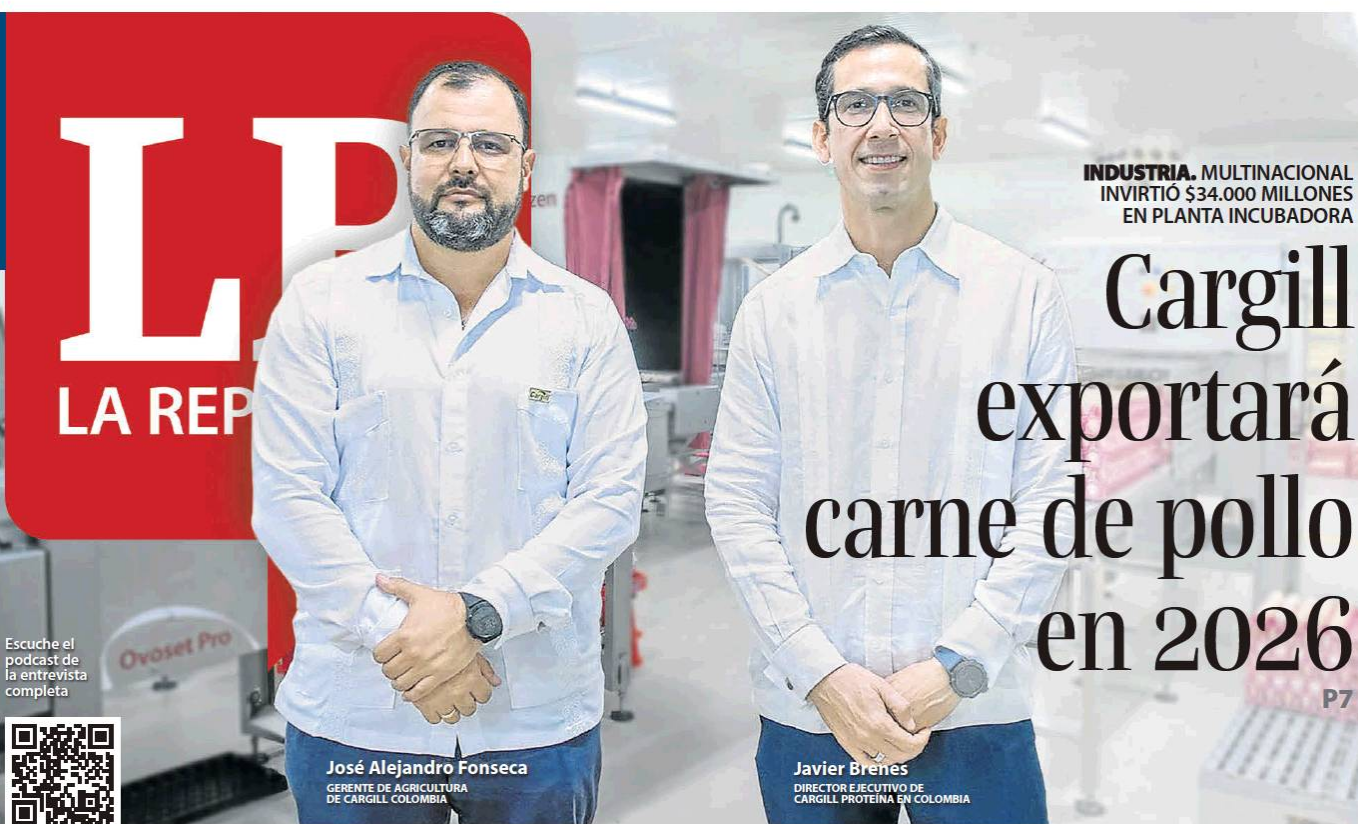 LR
LA REP
zen
INDUSTRIA. MULTINACIONAL
INVIRTIÓ $34.000 MILLONES
EN PLANTA INCUBADORA
Cargill
exportará
carne de pollo
en 2026
P7
Cargill
Ovoset Pro
Escuche el
podcast de
la entrevista
completa
José Alejandro Fonseca
GERENTE DE AGRICULTURA
DE CARGILL COLOMBIA
Javier Brenes
DIRECTOR EJECUTIVO DE
CARGILL PROTEÍNA EN COLOMBIA